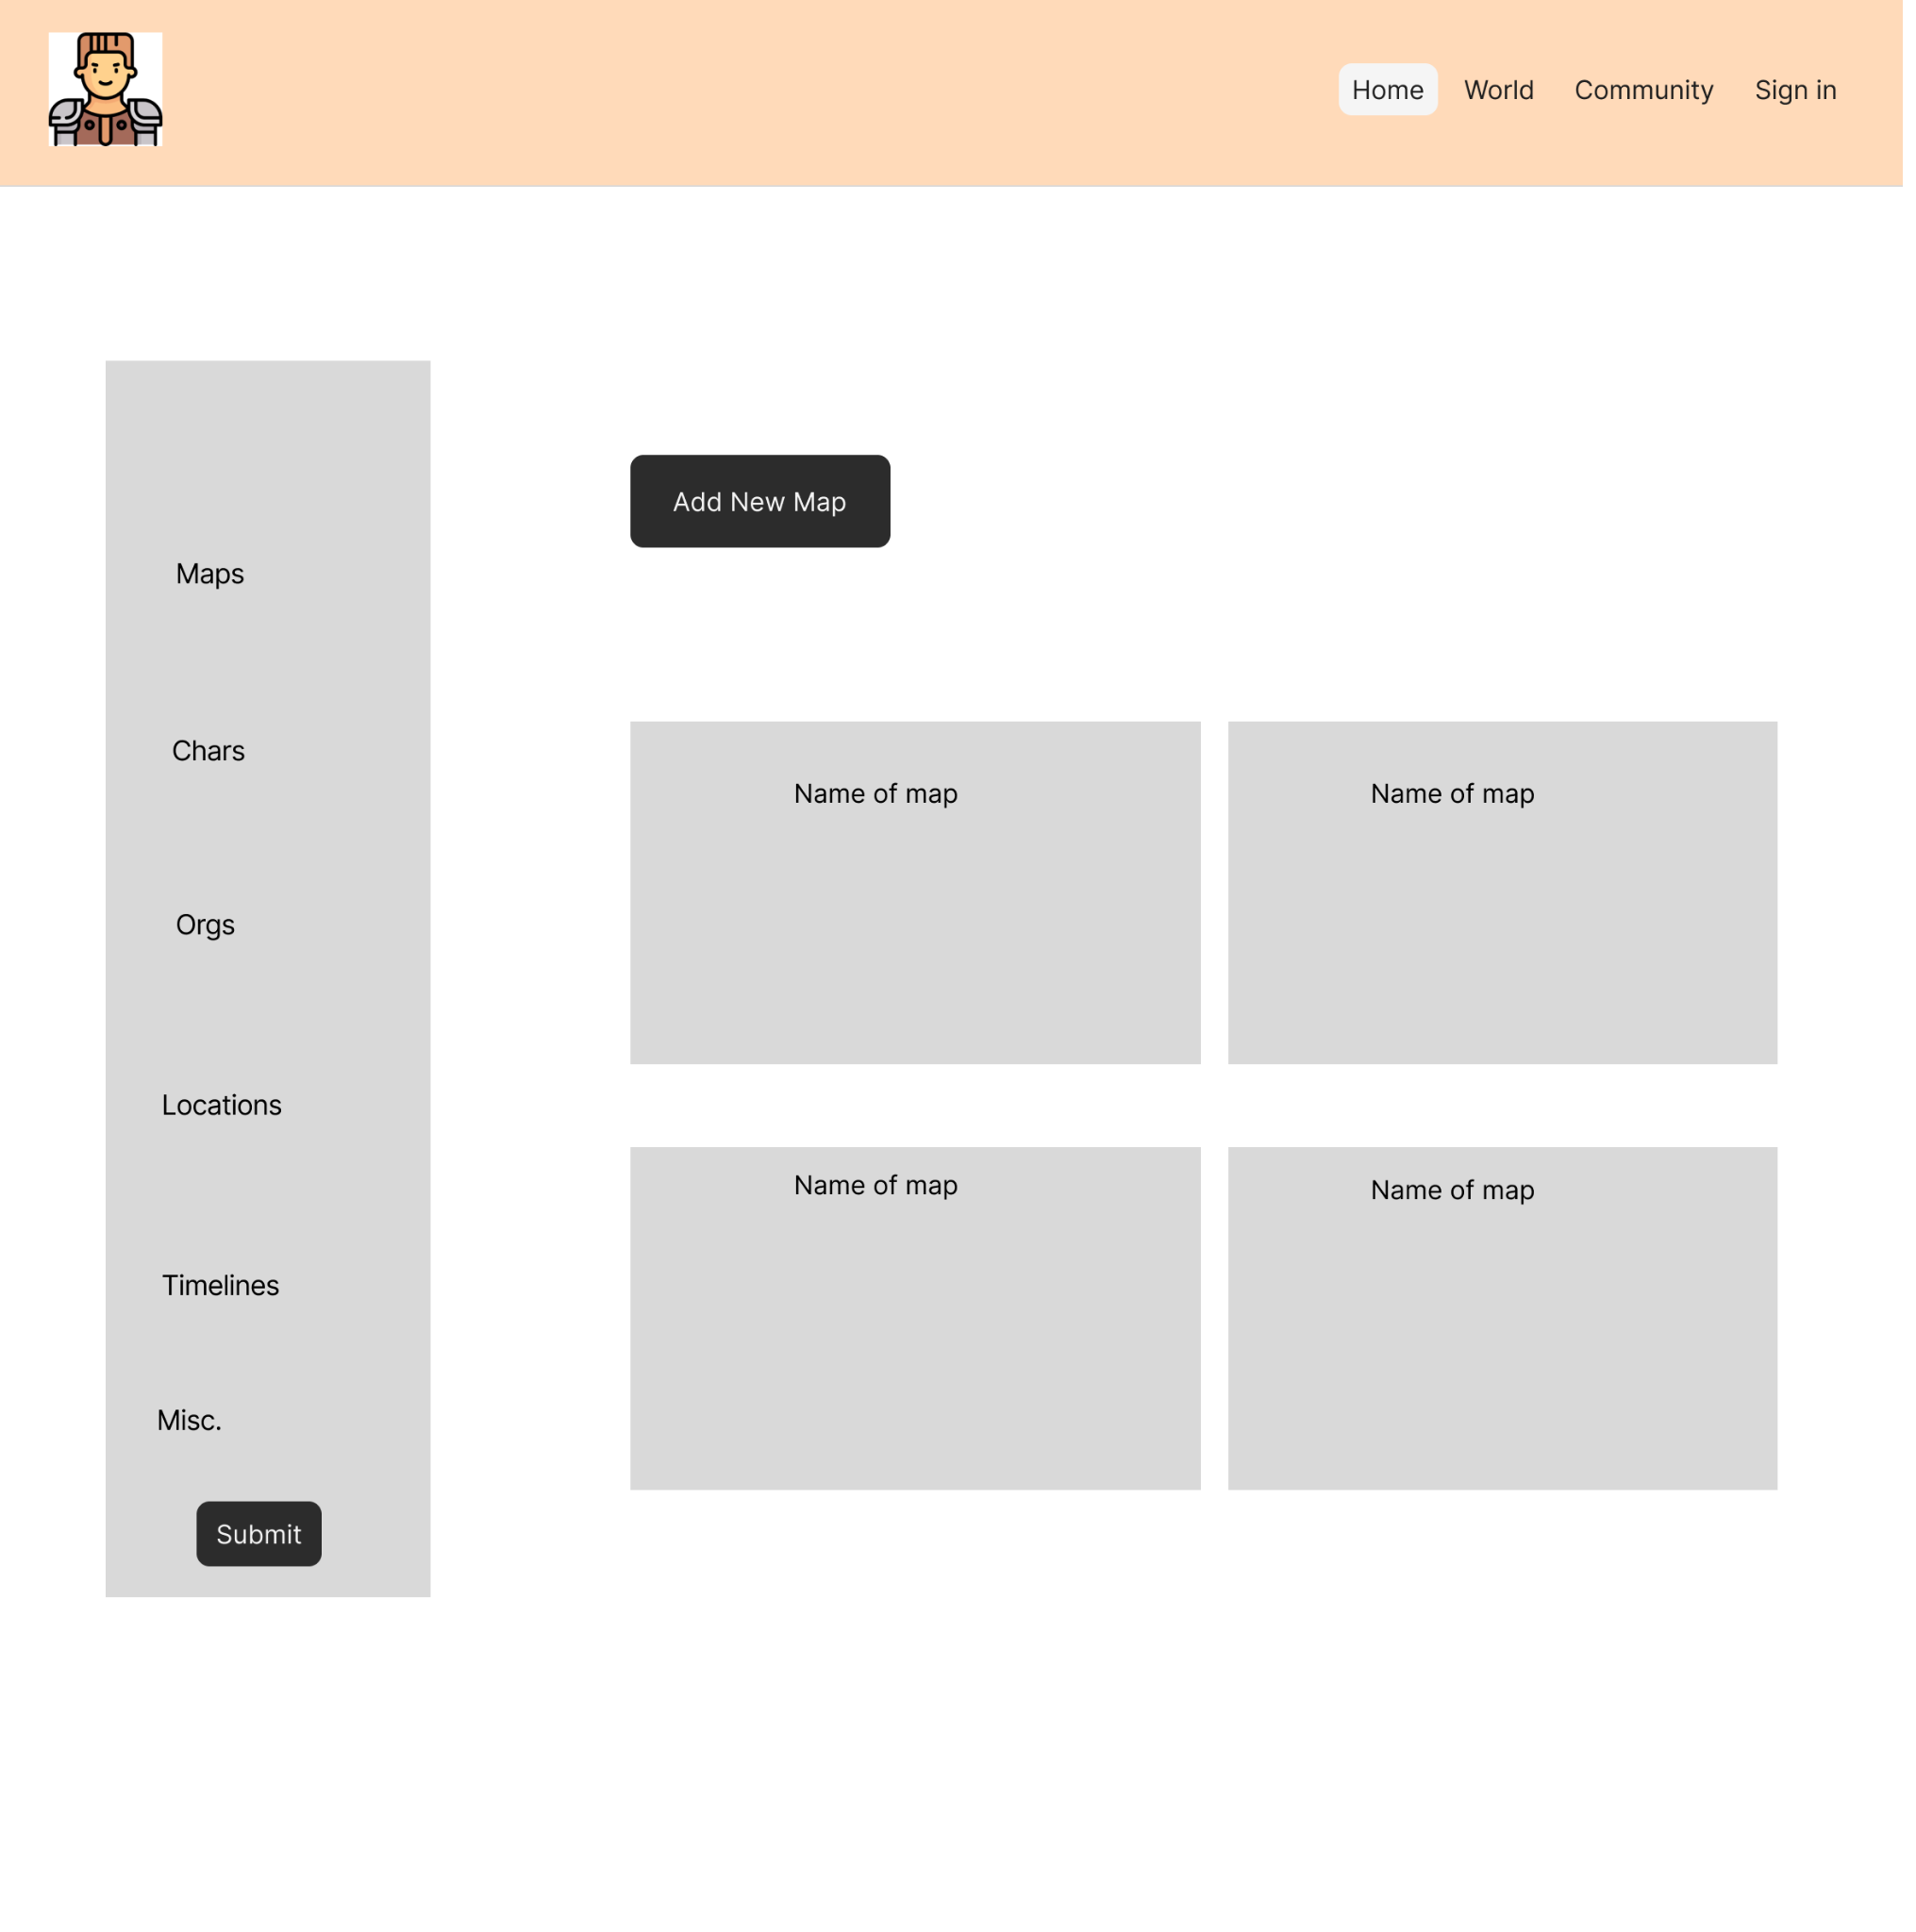 Home
World
Community
Sign in
Add New Map
Maps
Chars
Orgs
Locations
Timelines
Misc.
Submit
Name of map
Name of map
Name of map
Name of map